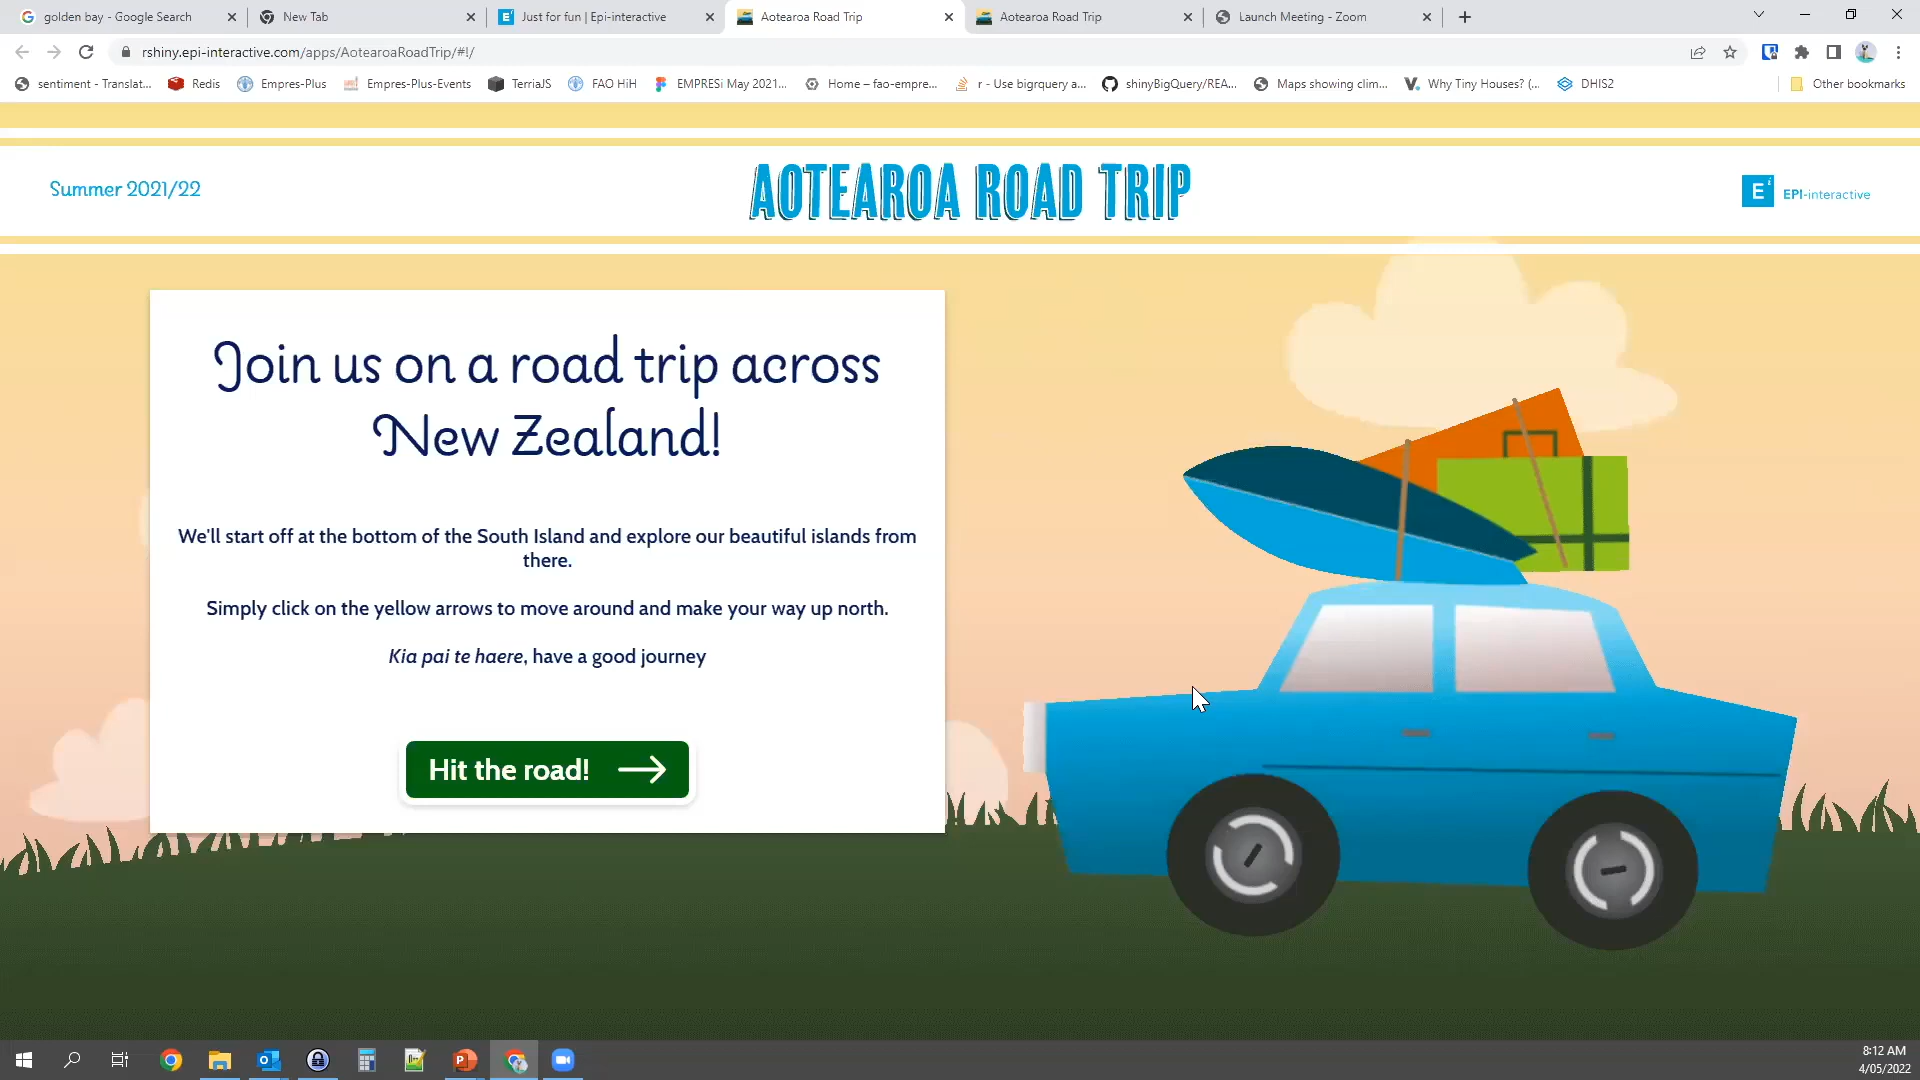 golden bay - Google Search
New Tab
Just for fun | Epi-interactive
Aotearoa Road Trip
Aotearoa Road Trip
Launch Meeting - Zoom
rshiny.epi-interactive.com/apps/AotearoaRoadTrip/#!/
sentiment - Translat...
Redis
Empres-Plus
Empres-Plus-Events
TerriaJS
FAO HiH
EMPRESi May 2021...
Home – fao-empre...
r - Use bigrquery a...
shinyBigQuery/REA...
Maps showing clim...
Why Tiny Houses? (...
DHIS2
Other bookmarks
Summer 2021/22
AOTEAROA ROAD TRIP
EPI-interactive
Join us on a road trip across
New Zealand!
We'll start off at the bottom of the South Island and explore our beautiful islands from
there.
Simply click on the yellow arrows to move around and make your way up north.
Kia pai te haere, have a good journey
Hit the road!
8:12 AM
4/05/2022